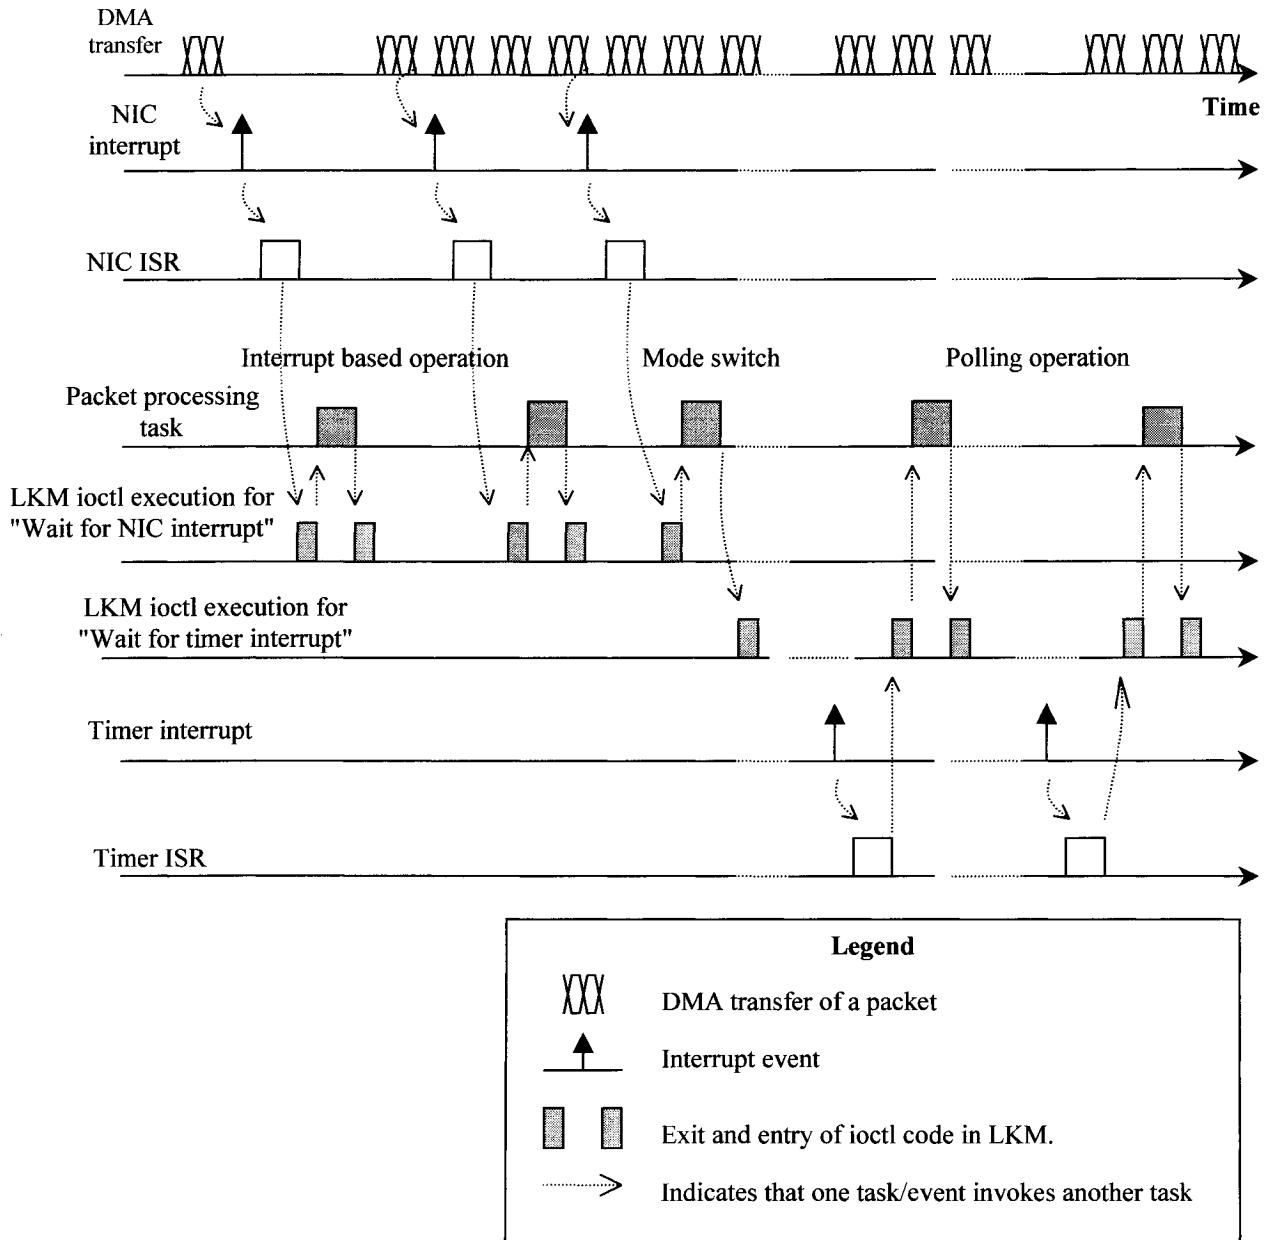 DMA
transfer
Time
NIC
interrupt
NIC ISR
Interrupt based operation
Mode switch
Polling operation
Packet processing
task
LKM ioctl execution for
"Wait for NIC interrupt"
LKM ioctl execution for
"Wait for timer interrupt"
Timer interrupt
Timer ISR
Legend
DMA transfer of a packet
Interrupt event
Exit and entry of ioctl code in LKM.
Indicates that one task/event invokes another task